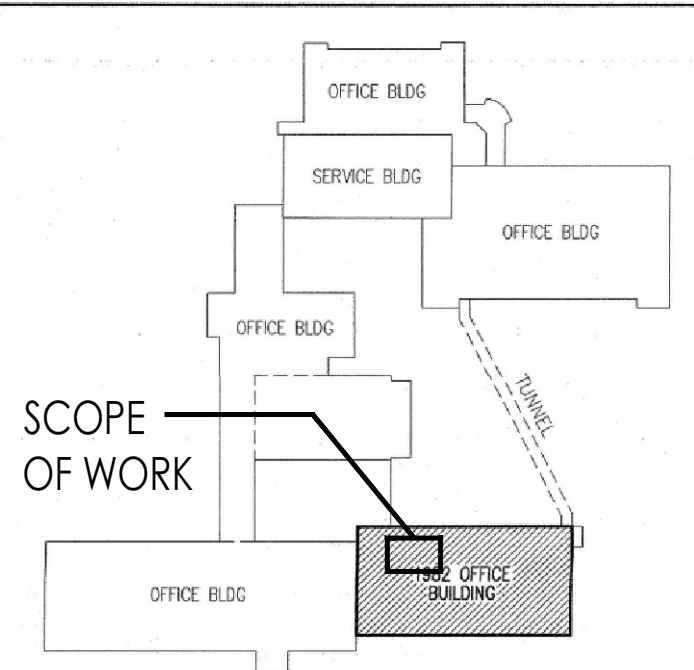 OFFICE BLDG
SERVICE BLDG
OFFICE BLDG
OFFICE BLDG
TUNNEL
SCOPE
OF WORK
1982 OFFICE
BUILDING
OFFICE BLDG